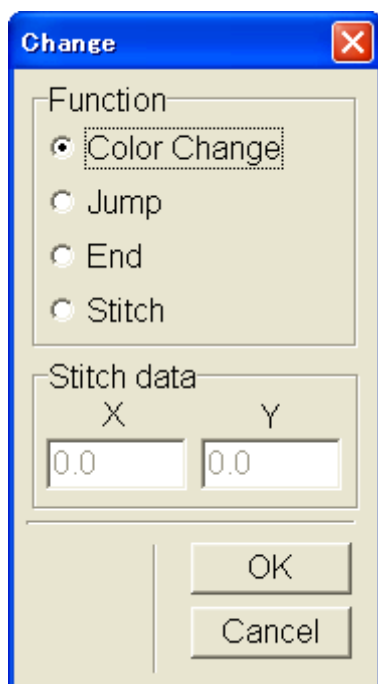 Change
Function
Color Change
Jump
End
Stitch
Stitch data
X Y
0.0 0.0
OK
Cancel